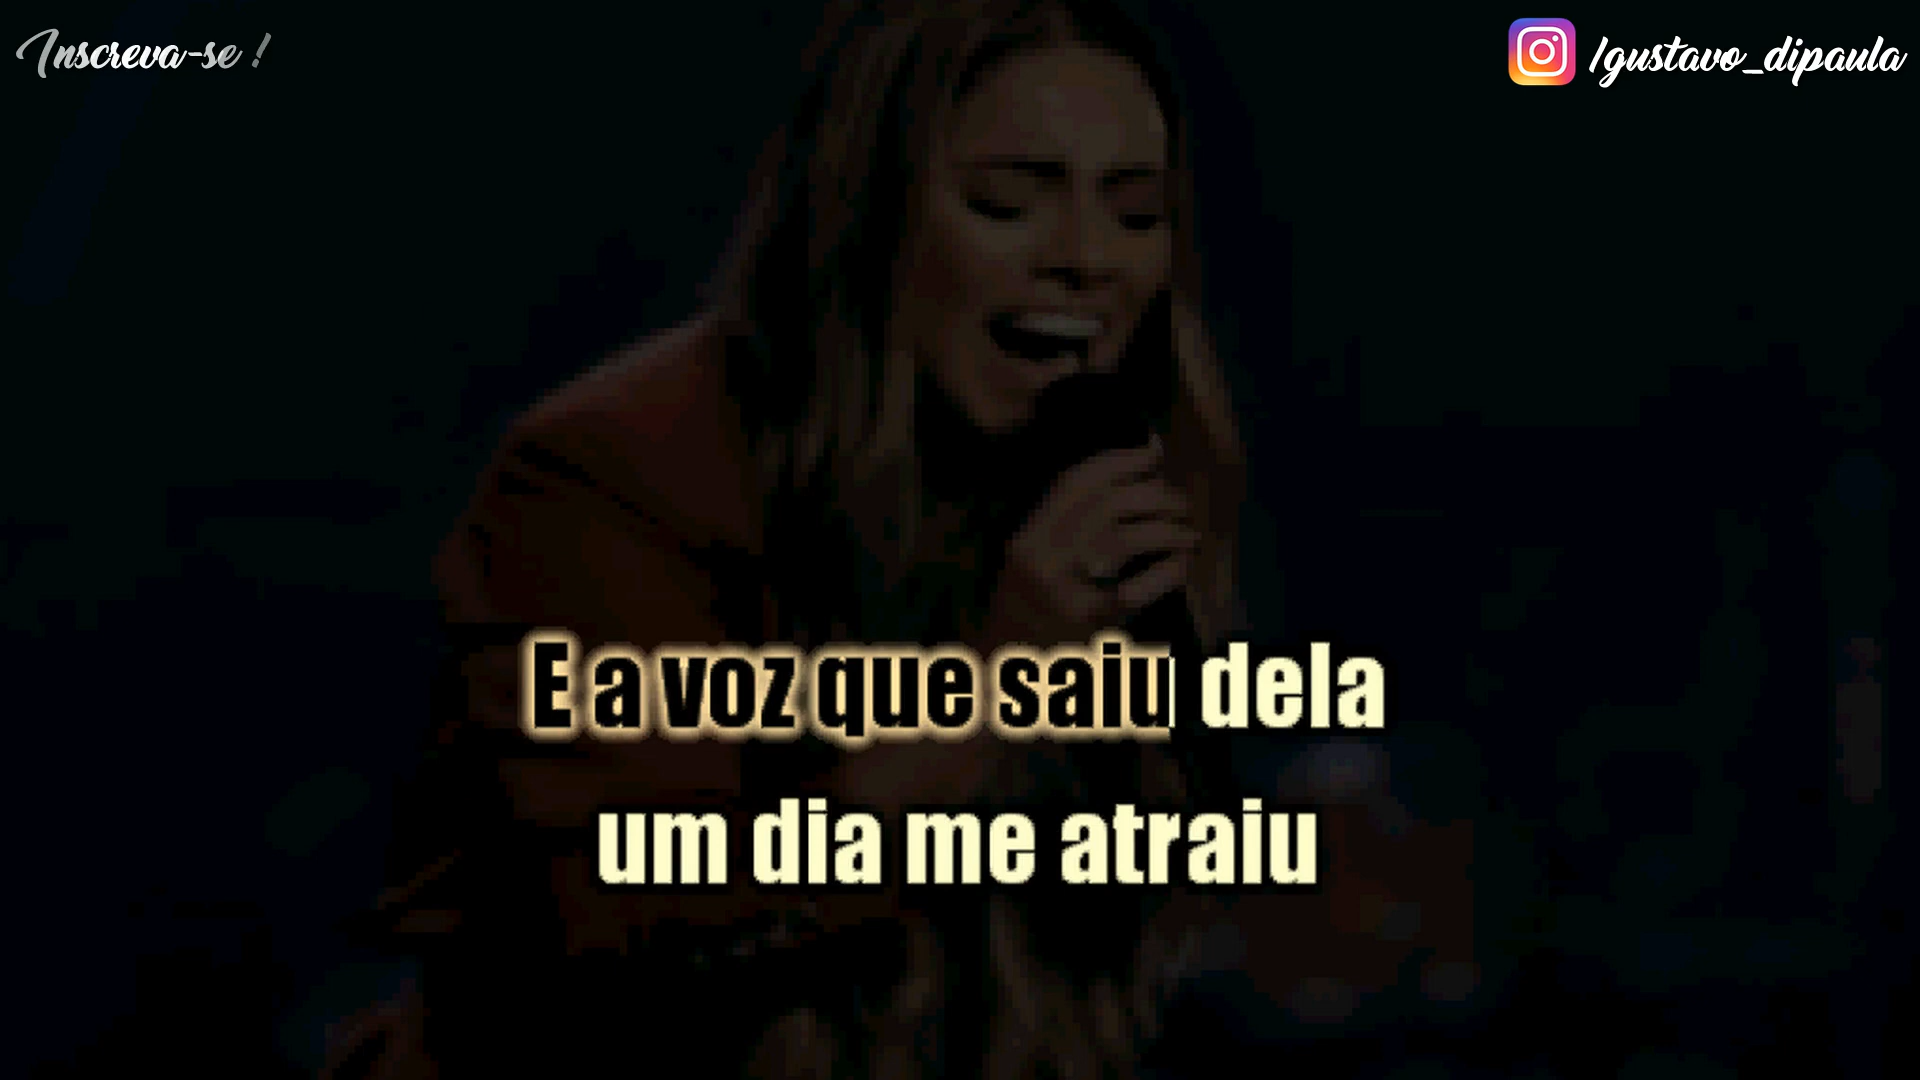 Inscreva-se !
/gustavo_dipaula
E a voz que saiu dela
um dia me atraiu